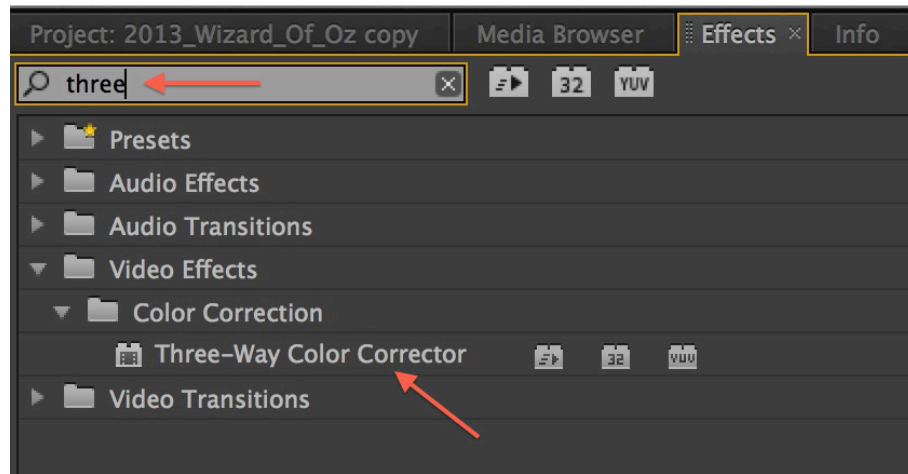 Project: 2013_Wizard_Of_Oz copy Media Browser Effects × Info
three 32 YUV
Presets
Audio Effects
Audio Transitions
Video Effects
Color Correction
Three-Way Color Corrector 32 YUV
Video Transitions